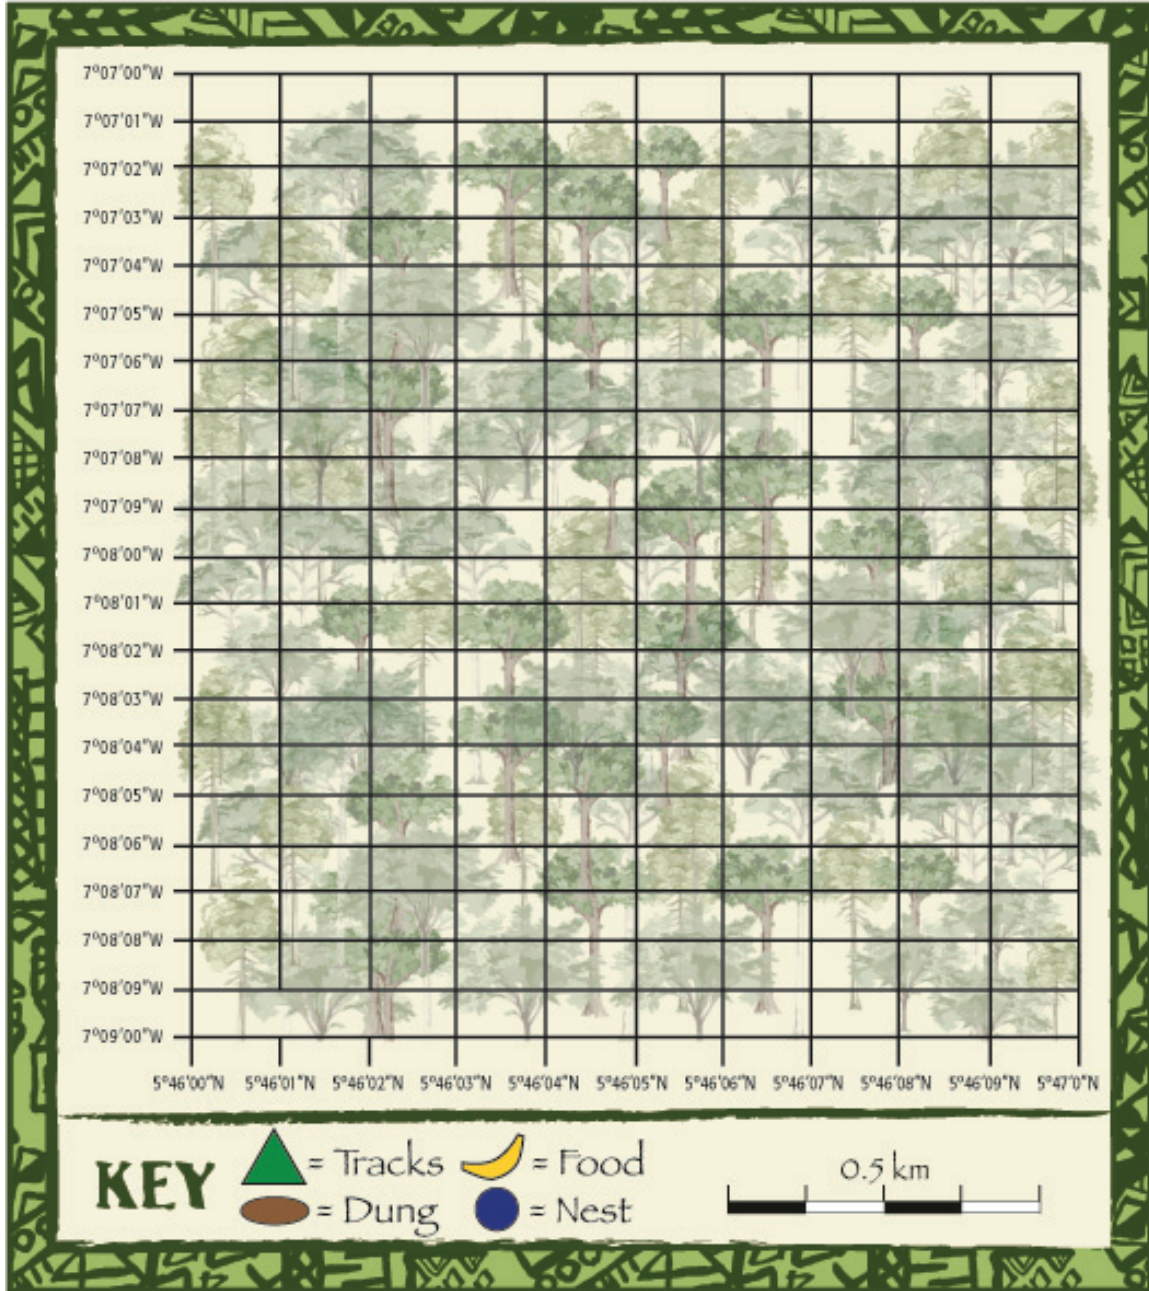 7°07'00"W
7°07'01"W
7°07'02"W
7°07'03"W
7°07'04"W
7°07'05"W
7°07'06"W
7°07'07"W
7°07'08"W
7°07'09"W
7°08'00"W
7°08'01"W
7°08'02"W
7°08'03"W
7°08'04"W
7°08'05"W
7°08'06"W
7°08'07"W
7°08'08"W
7°08'09"W
7°09'00"W
5°46'00"N 5°46'01"N 5°46'02"N 5°46'03"N 5°46'04"N 5°46'05"N 5°46'06"N 5°46'07"N 5°46'08"N 5°46'09"N 5°47'0"N
KEY
= Tracks = Food
= Dung = Nest
0.5 km